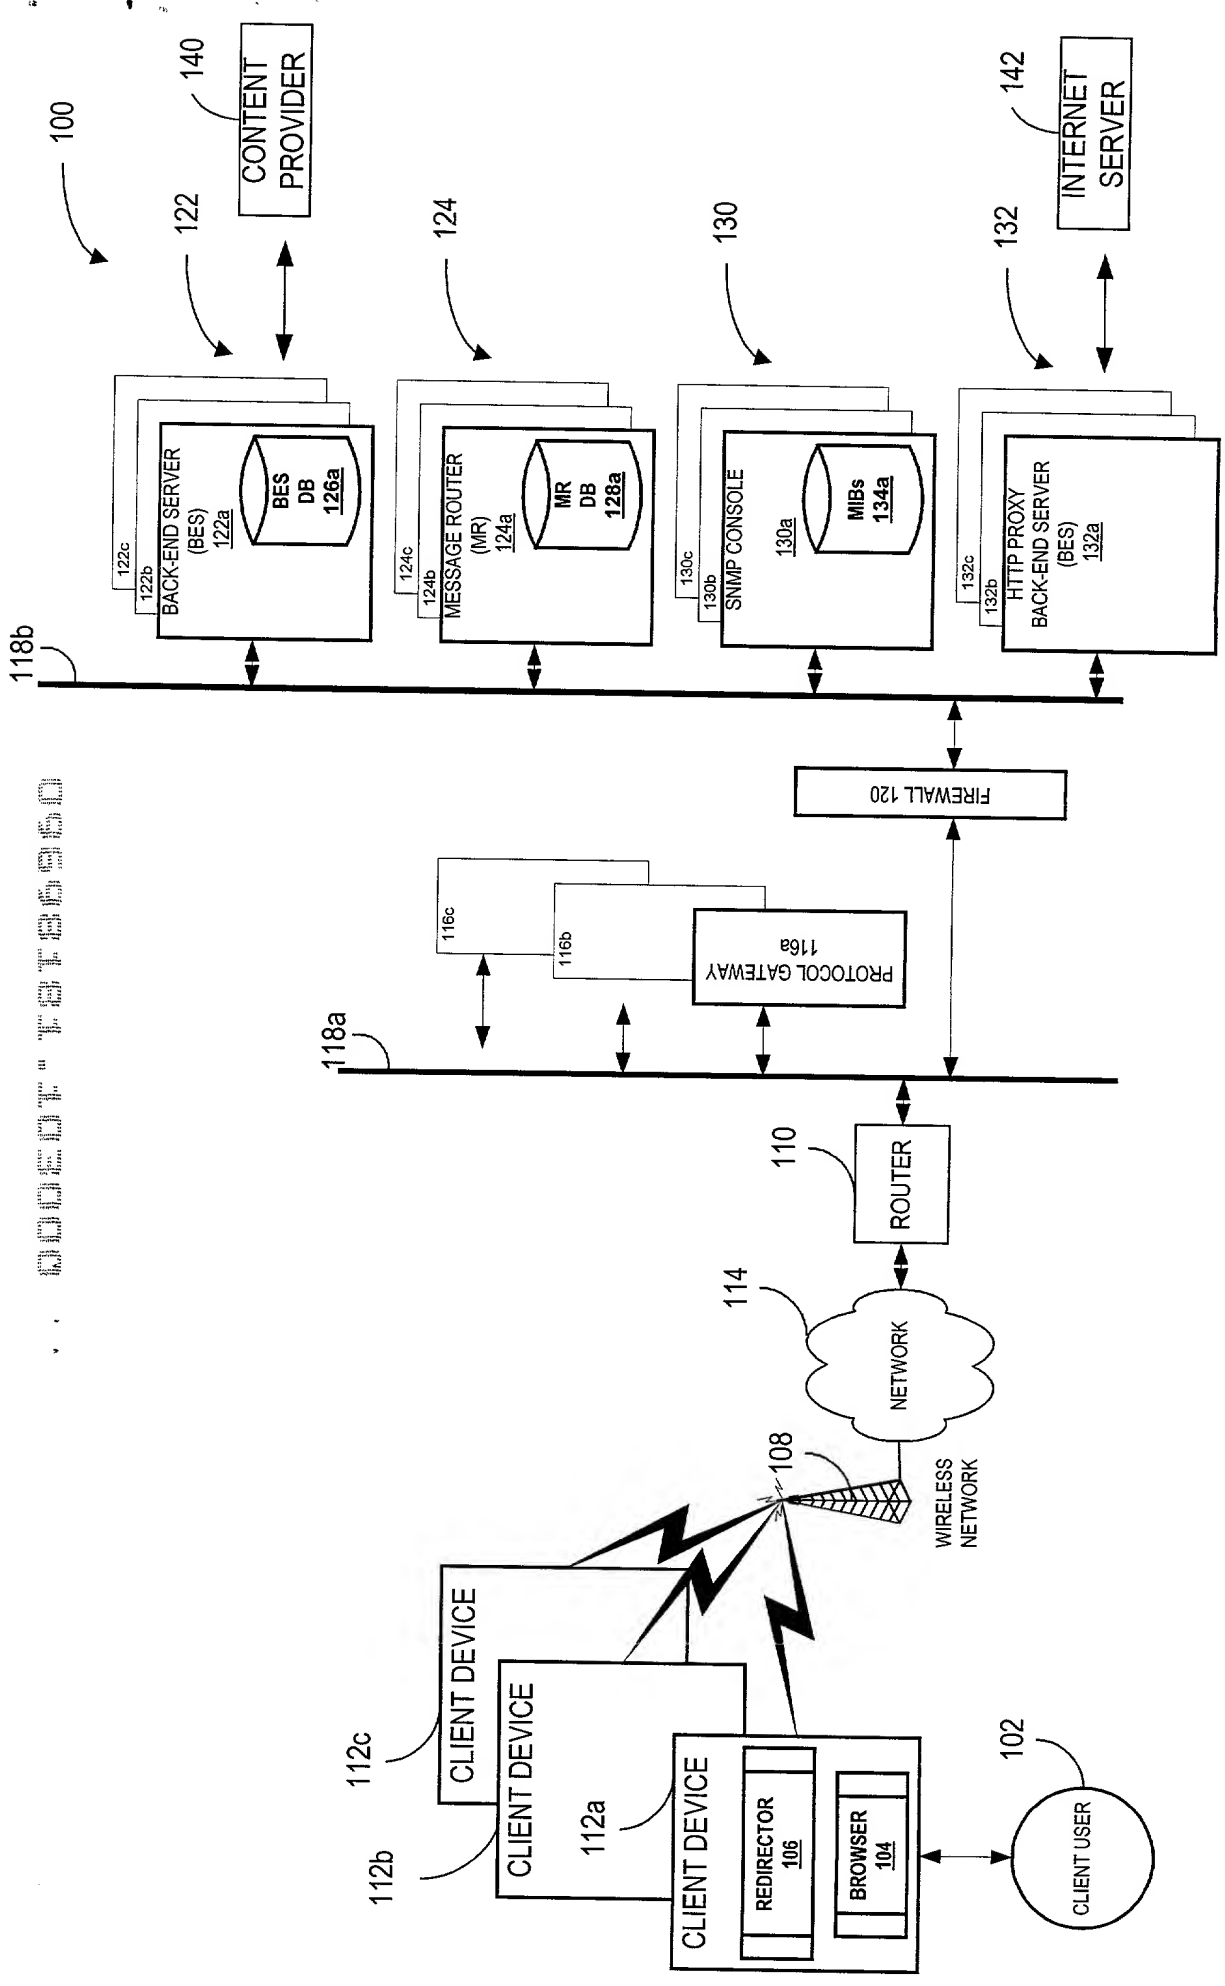 100
122
CONTENT
PROVIDER
140
122c
122b
BACK-END SERVER
(BES)
122a
BES
DB
126a
124
124c
124b
MESSAGE ROUTER
(MR)
124a
MR
DB
128a
130
130c
130b
SNMP CONSOLE
130a
MIBs
134a
132
132c
132b
HTTP PROXY
BACK-END SERVER
(BES)
132a
INTERNET
SERVER
142
118b
FIREWALL 120
116c
116b
PROTOCOL GATEWAY
116a
118a
ROUTER
110
NETWORK
114
108
WIRELESS
NETWORK
112c
CLIENT DEVICE
112b
CLIENT DEVICE
112a
CLIENT DEVICE
REDIRECTOR
106
BROWSER
104
CLIENT USER
102